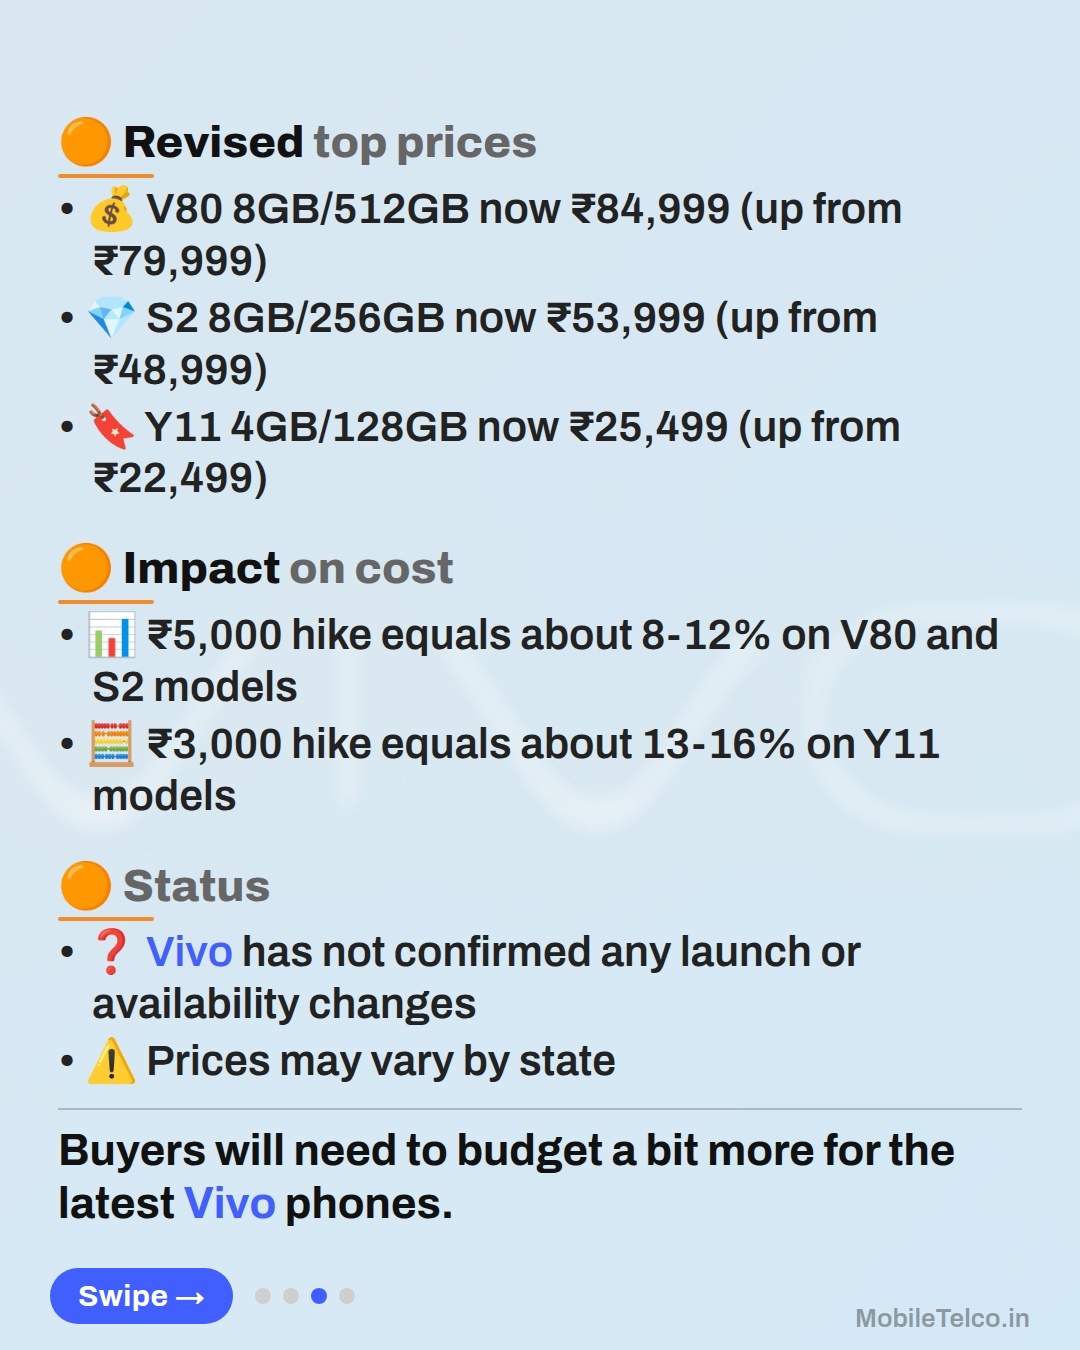 🟠 Revised top prices
• 💰 V80 8GB/512GB now ₹84,999 (up from
₹79,999)
• 💎 S2 8GB/256GB now ₹53,999 (up from
₹48,999)
• 🔖 Y11 4GB/128GB now ₹25,499 (up from
₹22,499)
🟠 Impact on cost
• 📊 ₹5,000 hike equals about 8-12% on V80 and
S2 models
• 🧮 ₹3,000 hike equals about 13-16% on Y11
models
🟠 Status
• ❓ Vivo has not confirmed any launch or
availability changes
• ⚠️ Prices may vary by state
Buyers will need to budget a bit more for the
latest Vivo phones.
Swipe →
MobileTelco.in